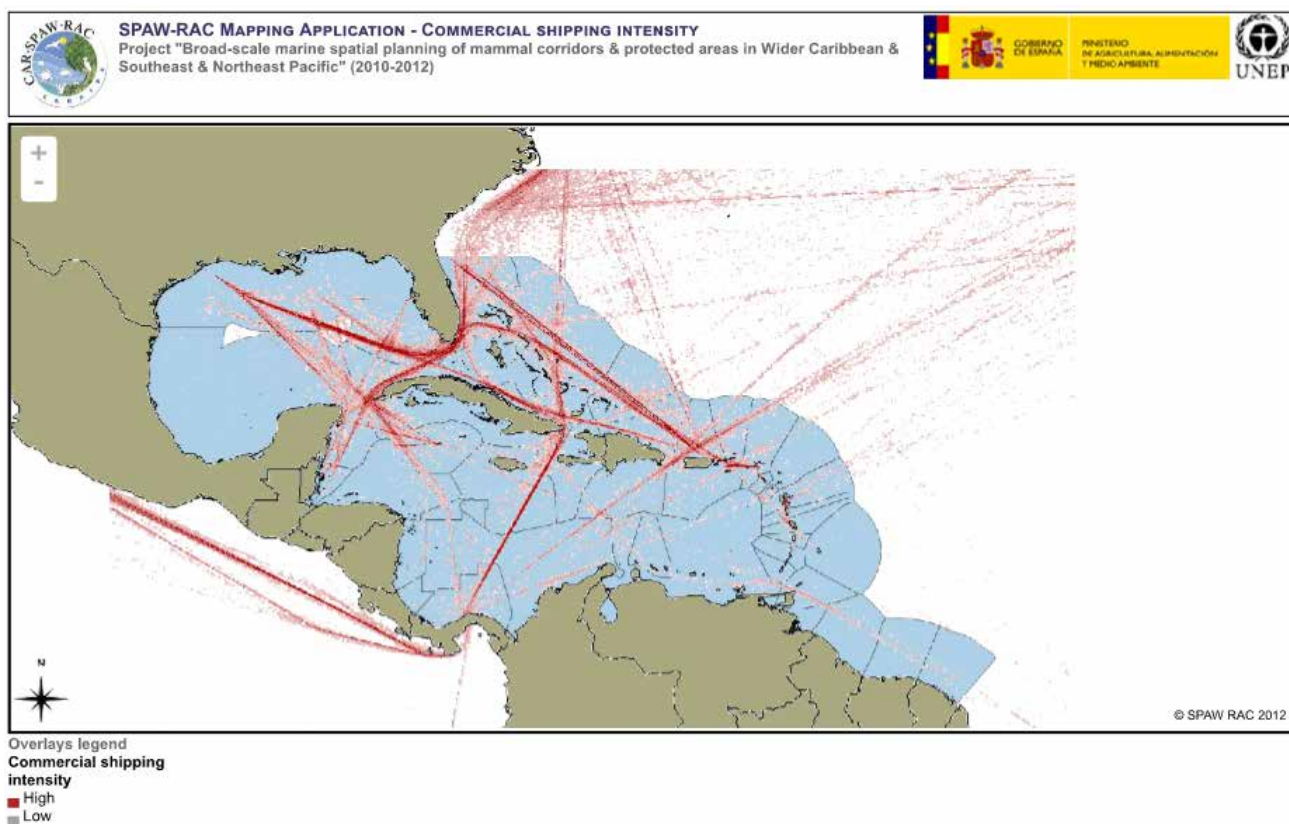 CAR-SPAW-RAC
SPAW-RAC MAPPING APPLICATION - COMMERCIAL SHIPPING INTENSITY
Project "Broad-scale marine spatial planning of mammal corridors & protected areas in Wider Caribbean &
Southeast & Northeast Pacific" (2010-2012)
GOBIERNO
DE ESPAÑA
MINISTERIO
DE AGRICULTURA, ALIMENTACIÓN
Y MEDIO AMBIENTE
UNEP
+
-
N
© SPAW RAC 2012
Overlays legend
Commercial shipping
intensity
High
Low